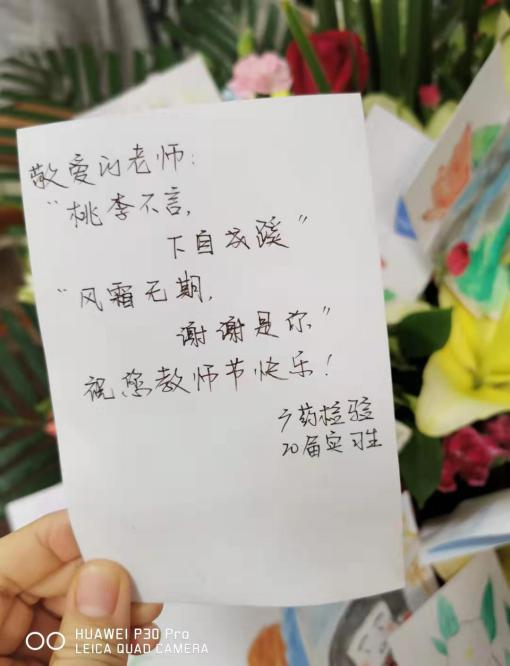 敬爱的老师：
“桃李不言，
下自成蹊”
“风霜无期，
谢谢是你”
祝您教师节快乐！
广药检验
20届实习生
HUAWEI P30 Pro
LEICA QUAD CAMERA